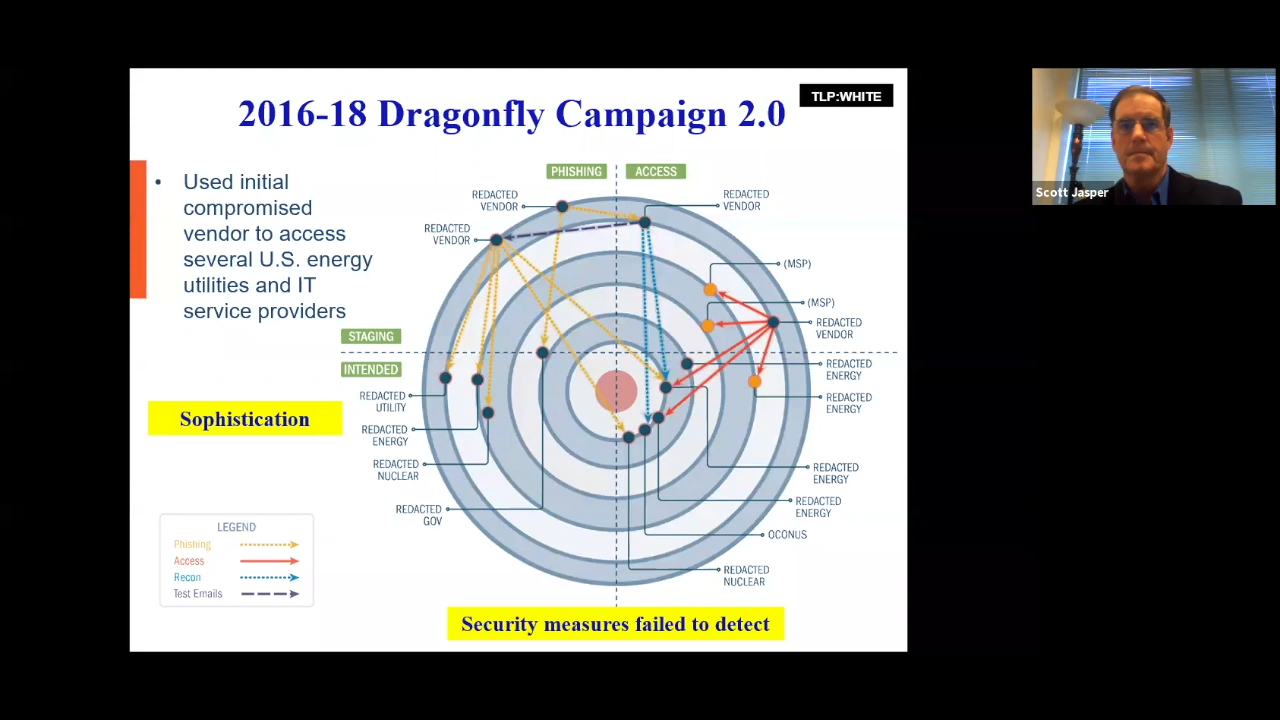 2016-18 Dragonfly Campaign 2.0
TLP:WHITE
• Used initial
compromised
vendor to access
several U.S. energy
utilities and IT
service providers
Sophistication
PHISHING
ACCESS
STAGING
INTENDED
REDACTED
VENDOR
REDACTED
VENDOR
REDACTED
VENDOR
(MSP)
(MSP)
REDACTED
VENDOR
REDACTED
ENERGY
REDACTED
ENERGY
REDACTED
UTILITY
REDACTED
ENERGY
REDACTED
NUCLEAR
REDACTED
GOV
REDACTED
ENERGY
REDACTED
ENERGY
OCONUS
REDACTED
NUCLEAR
LEGEND
Phishing
Access
Recon
Test Emails
Security measures failed to detect
Scott Jasper